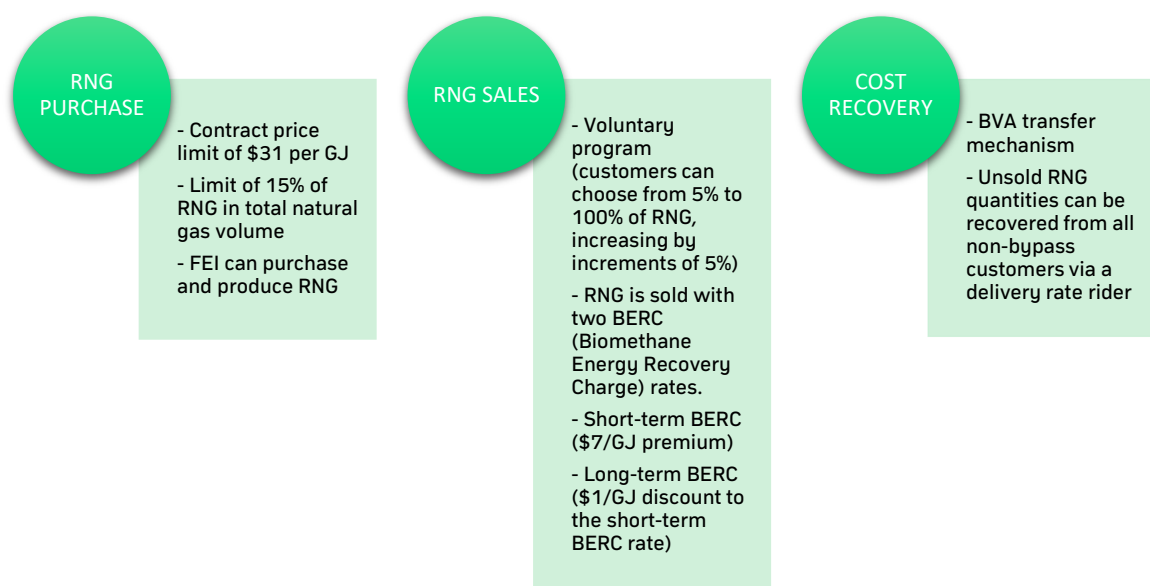 RNG
PURCHASE
- Contract price
limit of $31 per GJ
- Limit of 15% of
RNG in total natural
gas volume
- FEI can purchase
and produce RNG
RNG SALES
- Voluntary
program
(customers can
choose from 5% to
100% of RNG,
increasing by
increments of 5%)
- RNG is sold with
two BERC
(Biomethane
Energy Recovery
Charge) rates.
- Short-term BERC
($7/GJ premium)
- Long-term BERC
($1/GJ discount to
the short-term
BERC rate)
COST
RECOVERY
- BVA transfer
mechanism
- Unsold RNG
quantities can be
recovered from all
non-bypass
customers via a
delivery rate rider